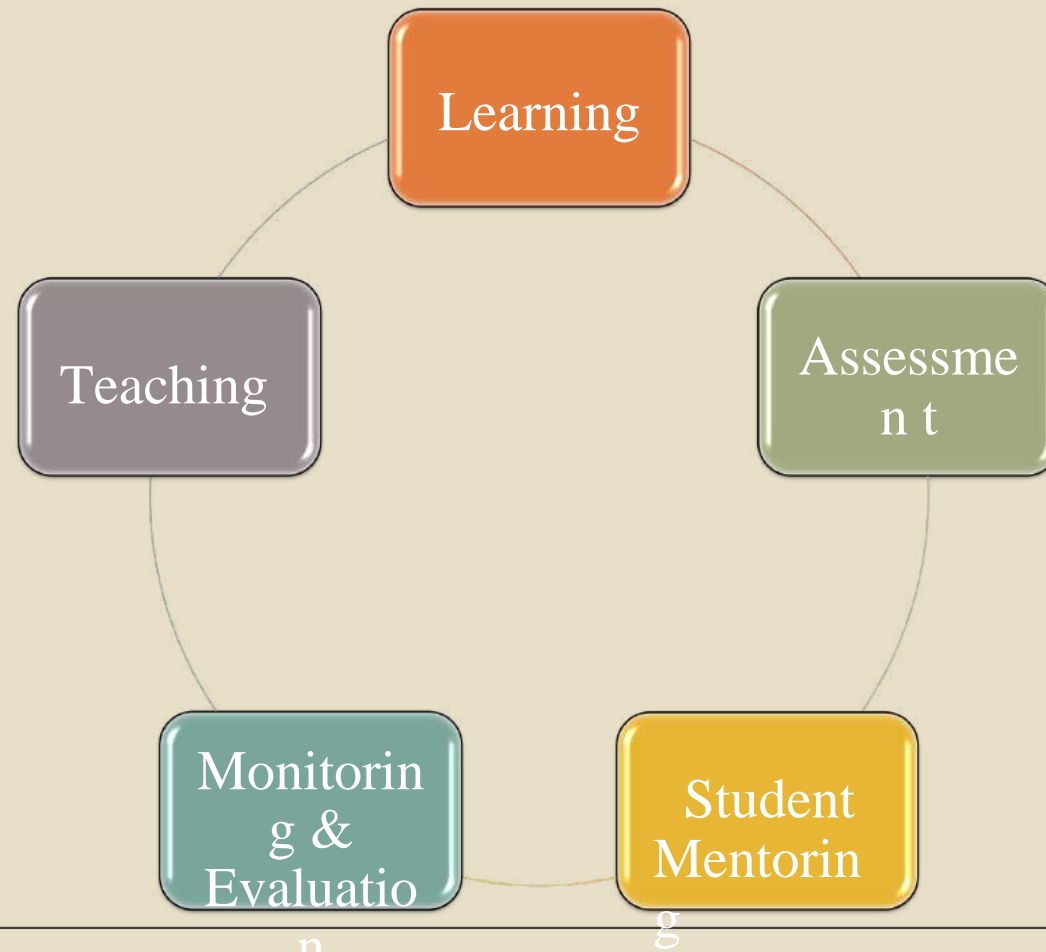 Learning
Teaching
Assessme
n t
Monitorin
g &
Evaluatio
n
Student
Mentorin
g